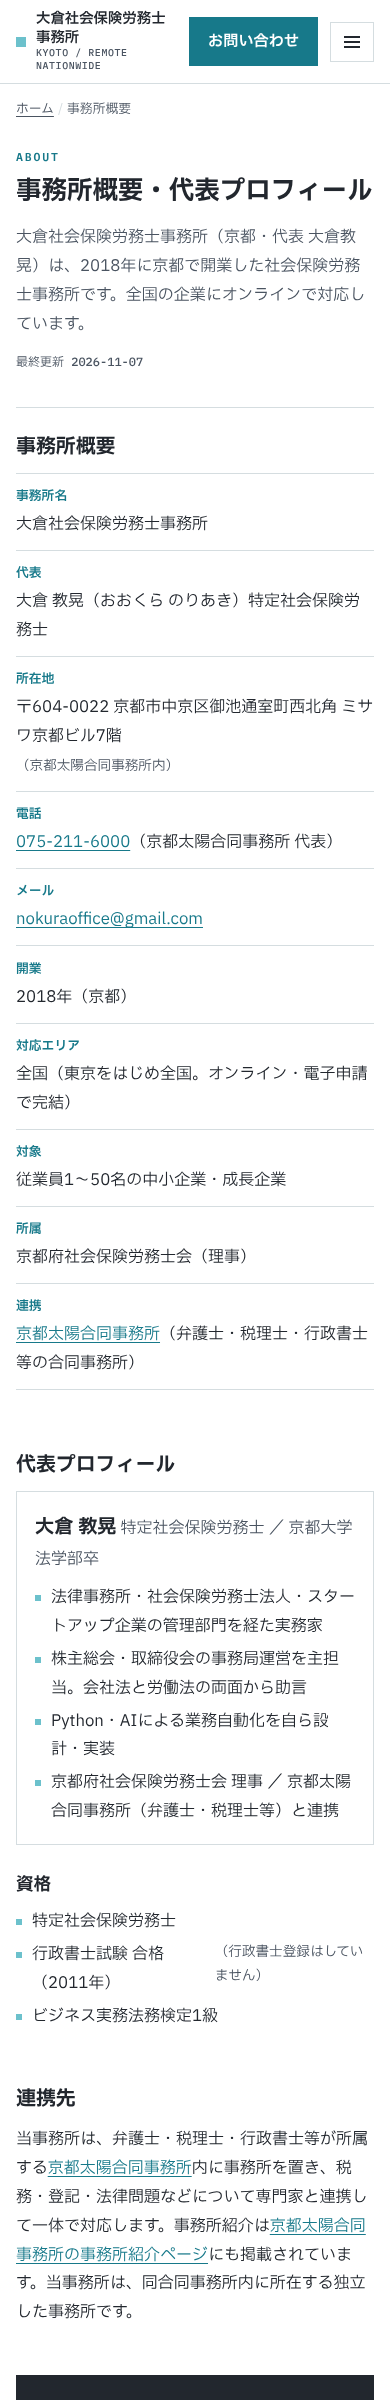 大倉社会保険労務士
事務所
KYOTO / REMOTE
NATIONWIDE
お問い合わせ
ホーム / 事務所概要
ABOUT
事務所概要・代表プロフィール
大倉社会保険労務士事務所（京都・代表 大倉教
晃）は、2018年に京都で開業した社会保険労務
士事務所です。全国の企業にオンラインで対応し
ています。
最終更新 2026-11-07
事務所概要
事務所名
大倉社会保険労務士事務所
代表
大倉 教晃（おおくら のりあき）特定社会保険労
務士
所在地
〒604-0022 京都市中京区御池通室町西北角 ミサ
ワ京都ビル7階
（京都太陽合同事務所内）
電話
075-211-6000（京都太陽合同事務所 代表）
メール
nokuraoffice@gmail.com
開業
2018年（京都）
対応エリア
全国（東京をはじめ全国。オンライン・電子申請
で完結）
対象
従業員1〜50名の中小企業・成長企業
所属
京都府社会保険労務士会（理事）
連携
京都太陽合同事務所（弁護士・税理士・行政書士
等の合同事務所）
代表プロフィール
大倉 教晃 特定社会保険労務士 ／ 京都大学
法学部卒
法律事務所・社会保険労務士法人・スター
トアップ企業の管理部門を経た実務家
株主総会・取締役会の事務局運営を主担
当。会社法と労働法の両面から助言
Python・AIによる業務自動化を自ら設
計・実装
京都府社会保険労務士会 理事 ／ 京都太陽
合同事務所（弁護士・税理士等）と連携
資格
特定社会保険労務士
行政書士試験 合格
（2011年）
（行政書士登録はしてい
ません）
ビジネス実務法務検定1級
連携先
当事務所は、弁護士・税理士・行政書士等が所属
する京都太陽合同事務所内に事務所を置き、税
務・登記・法律問題などについて専門家と連携し
て一体で対応します。事務所紹介は京都太陽合同
事務所の事務所紹介ページにも掲載されていま
す。当事務所は、同合同事務所内に所在する独立
した事務所です。